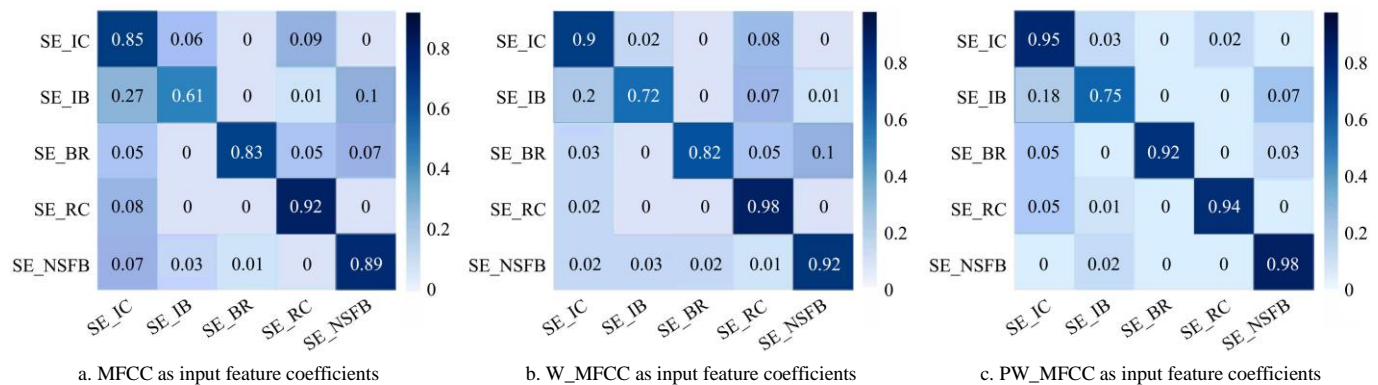 SE_IC 0.85 0.06 0 0.09 0
SE_IB 0.27 0.61 0 0.01 0.1
SE_BR 0.05 0 0.83 0.05 0.07
SE_RC 0.08 0 0 0.92 0
SE_NSFB 0.07 0.03 0.01 0 0.89
SE_IC SE_IB SE_BR SE_RC SE_NSFB
0.8
0.6
0.4
0.2
0
a. MFCC as input feature coefficients
SE_IC 0.9 0.02 0 0.08 0
SE_IB 0.2 0.72 0 0.07 0.01
SE_BR 0.03 0 0.82 0.05 0.1
SE_RC 0.02 0 0 0.98 0
SE_NSFB 0.02 0.03 0.02 0.01 0.92
SE_IC SE_IB SE_BR SE_RC SE_NSFB
0.8
0.6
0.4
0.2
0
b. W_MFCC as input feature coefficients
SE_IC 0.95 0.03 0 0.02 0
SE_IB 0.18 0.75 0 0 0.07
SE_BR 0.05 0 0.92 0 0.03
SE_RC 0.05 0.01 0 0.94 0
SE_NSFB 0 0.02 0 0 0.98
SE_IC SE_IB SE_BR SE_RC SE_NSFB
0.8
0.6
0.4
0.2
0
c. PW_MFCC as input feature coefficients